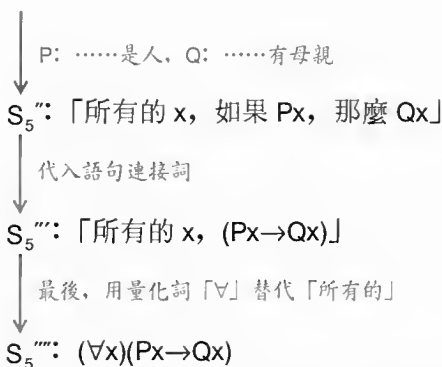 P：……是人，Q：……有母親
S₅″：「所有的 x，如果 Px，那麼 Qx」
代入語句連接詞
S₅‴：「所有的 x，(Px→Qx)」
最後，用量化詞「∀」替代「所有的」
S₅⁗：(∀x)(Px→Qx)